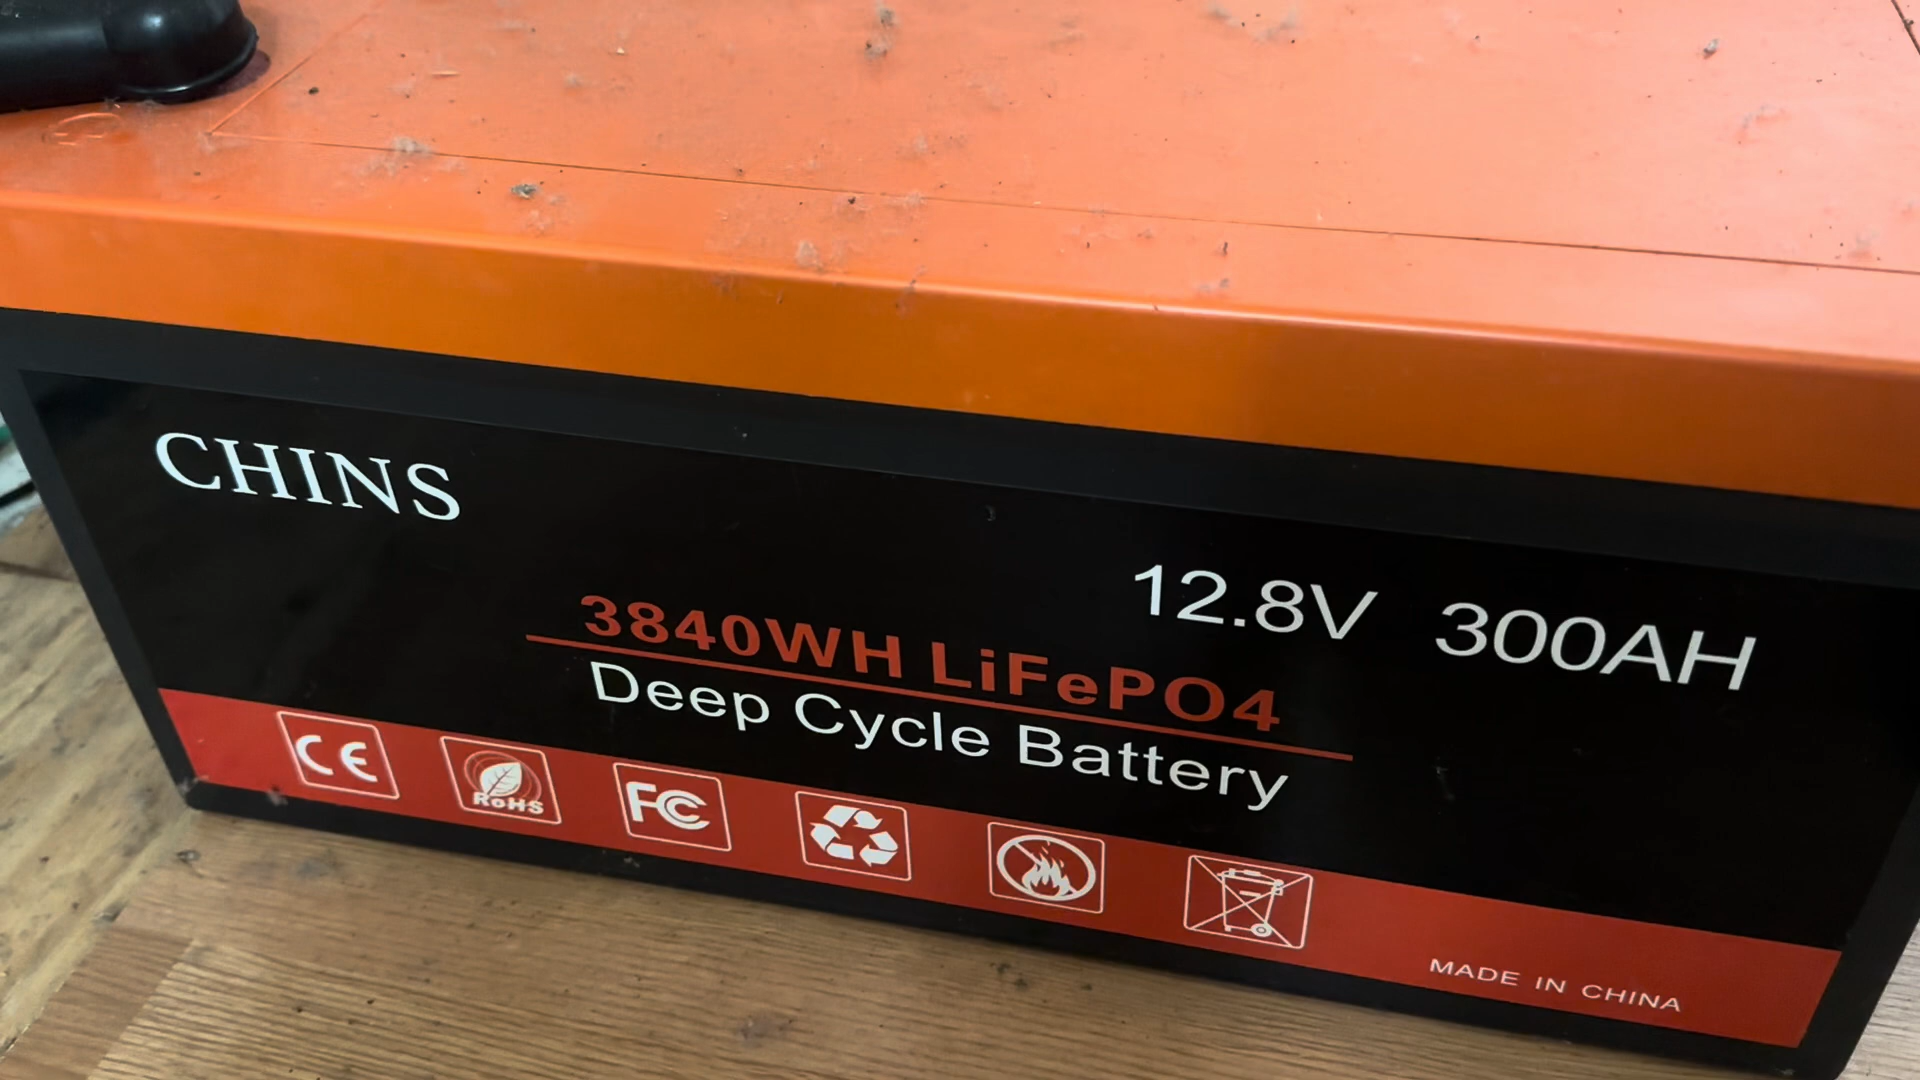 CHINS
12.8V 300AH
3840WH LiFePO4
Deep Cycle Battery
CE
RoHS
FC
MADE IN CHINA